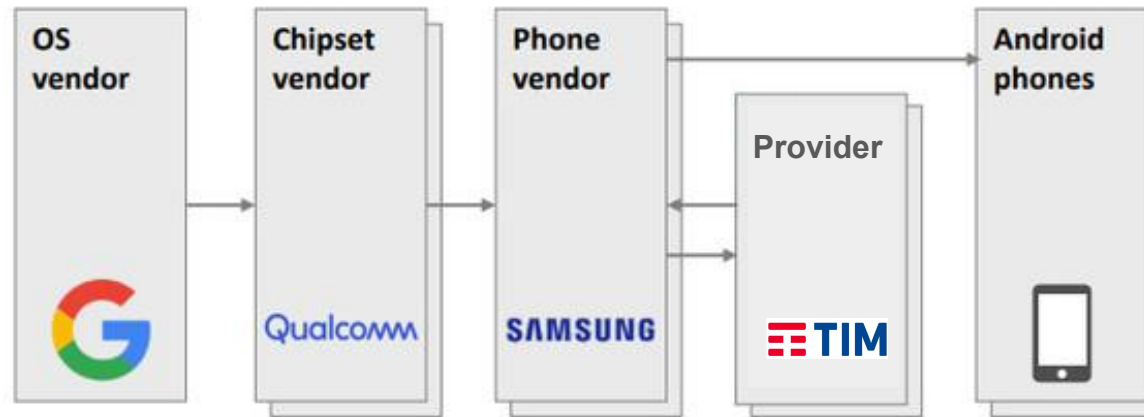 OS
vendor
Chipset
vendor
Phone
vendor
Android
phones
Provider
Qualcomm
SAMSUNG
TIM